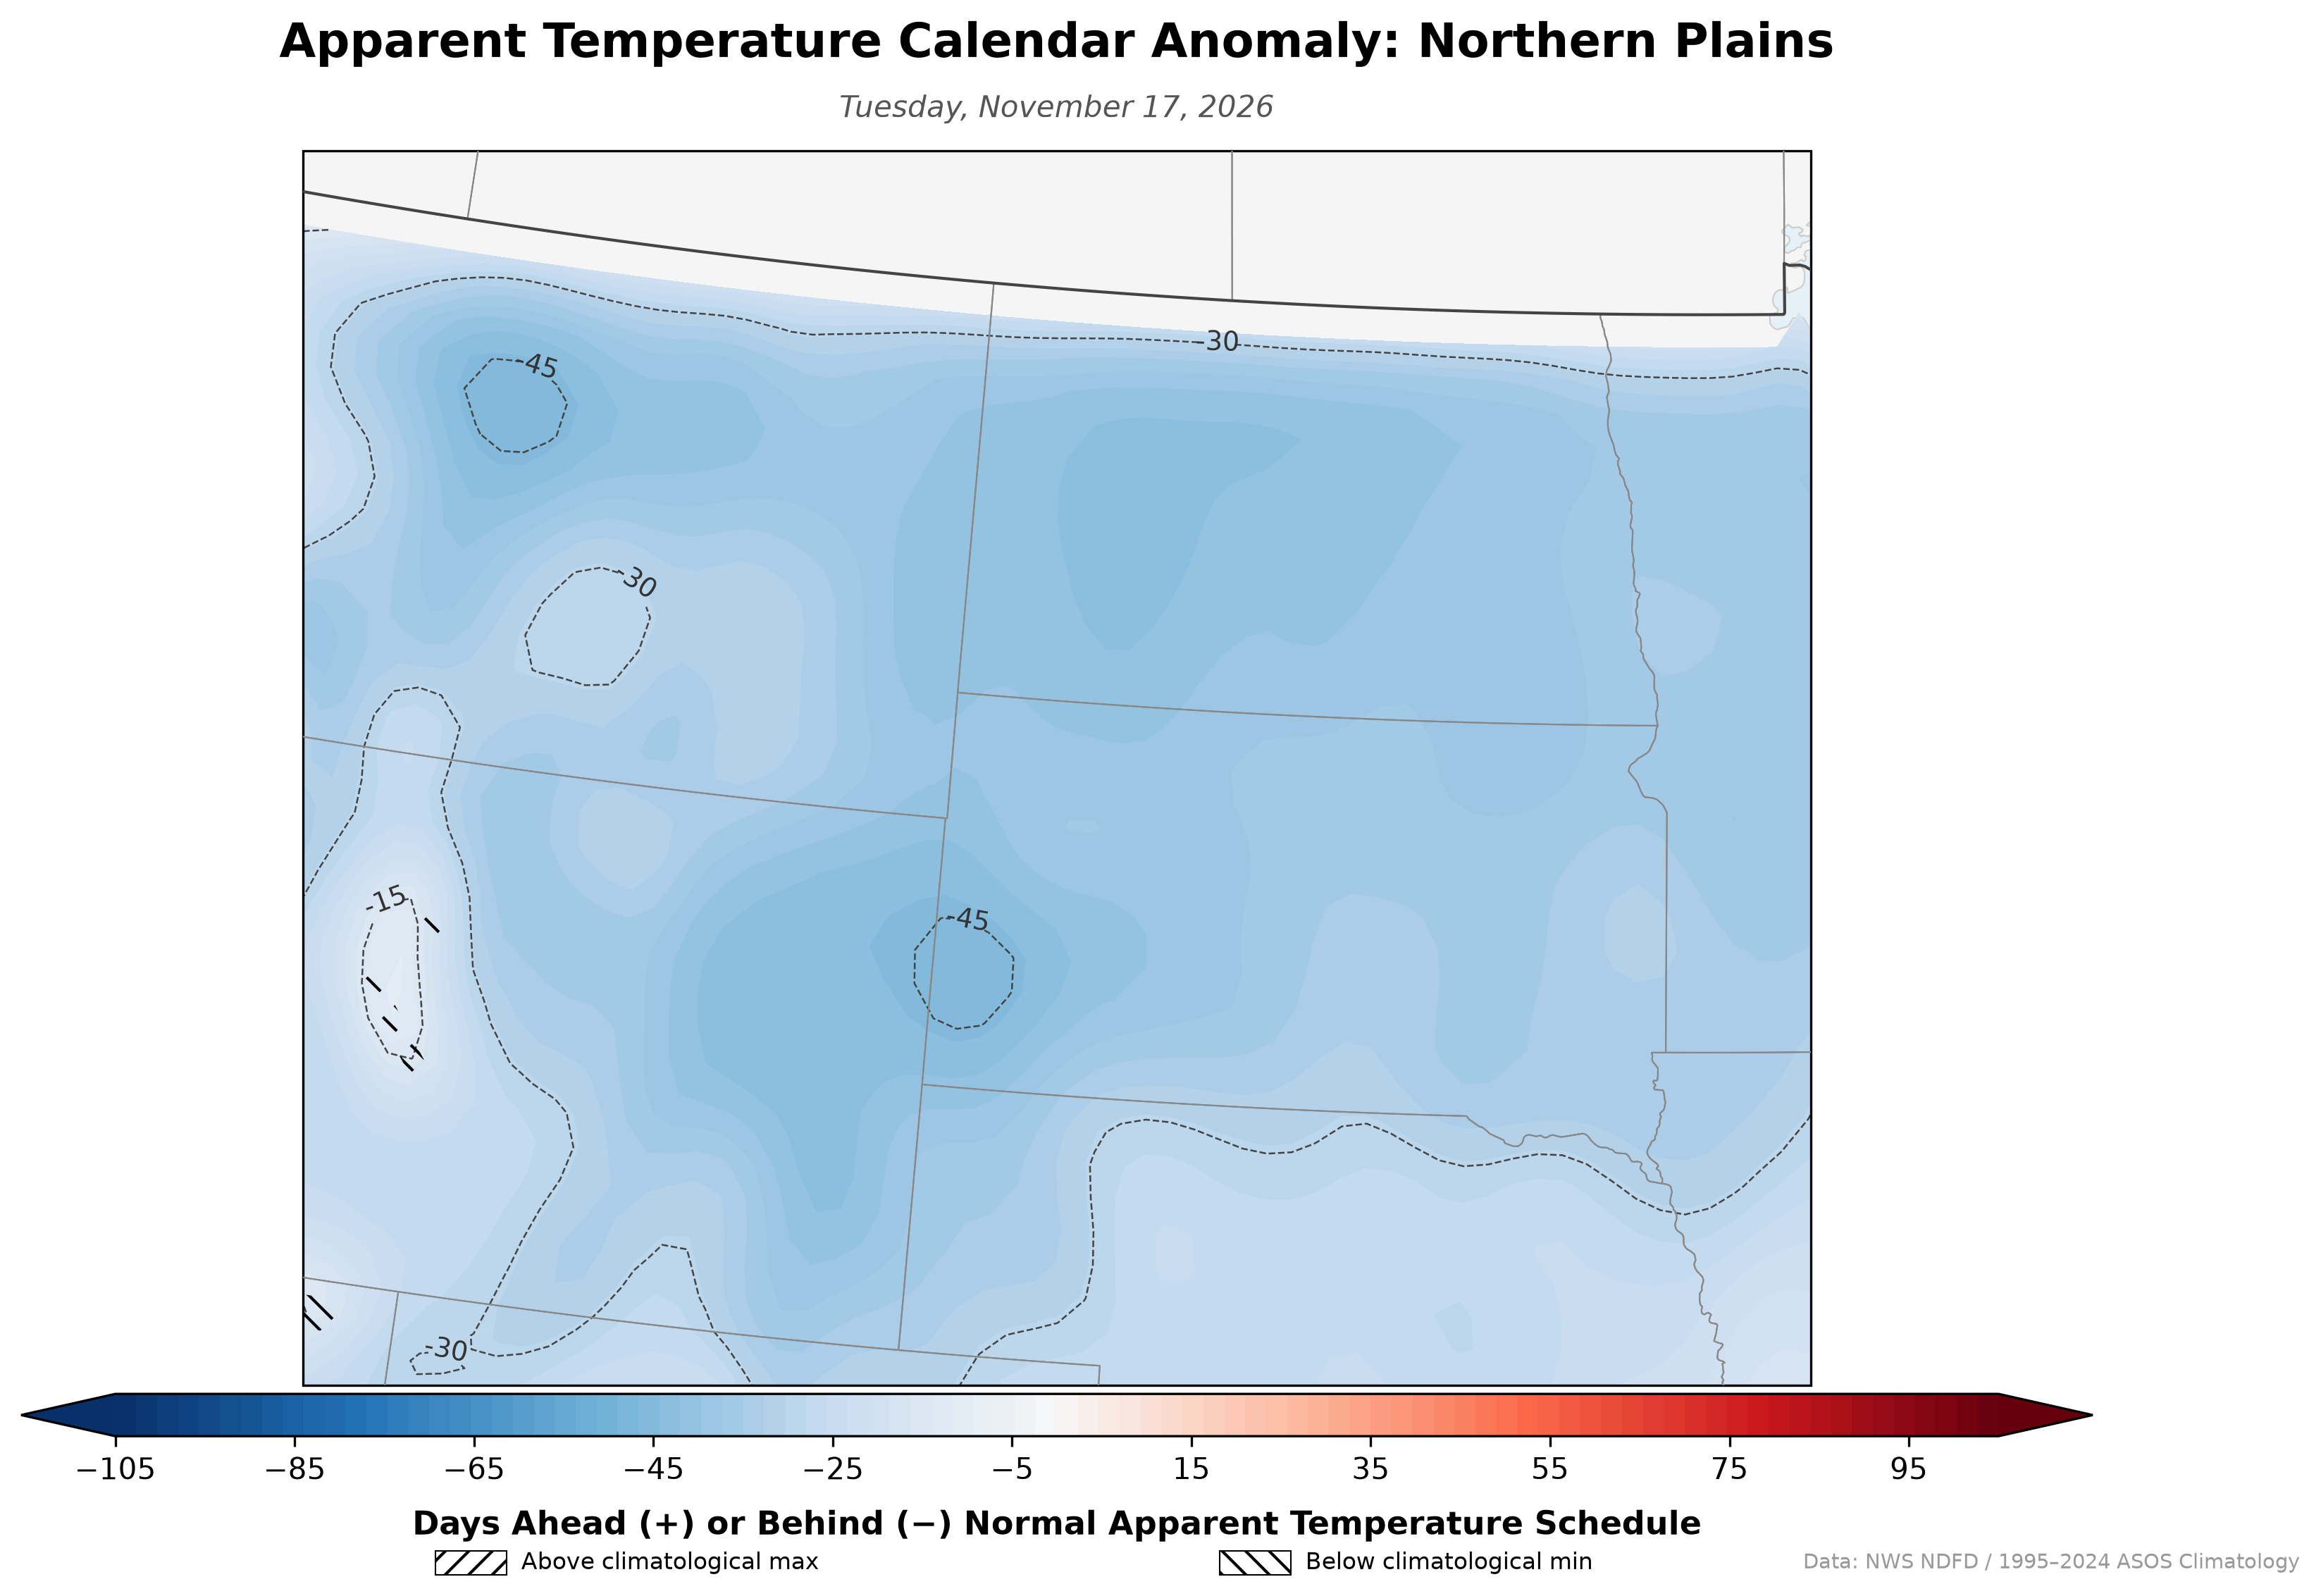 Apparent Temperature Calendar Anomaly: Northern Plains
Tuesday, November 17, 2026
-30
-45
-30
-15
-45
-30
−105 −85 −65 −45 −25 −5 15 35 55 75 95
Days Ahead (+) or Behind (−) Normal Apparent Temperature Schedule
Above climatological max Below climatological min Data: NWS NDFD / 1995–2024 ASOS Climatology